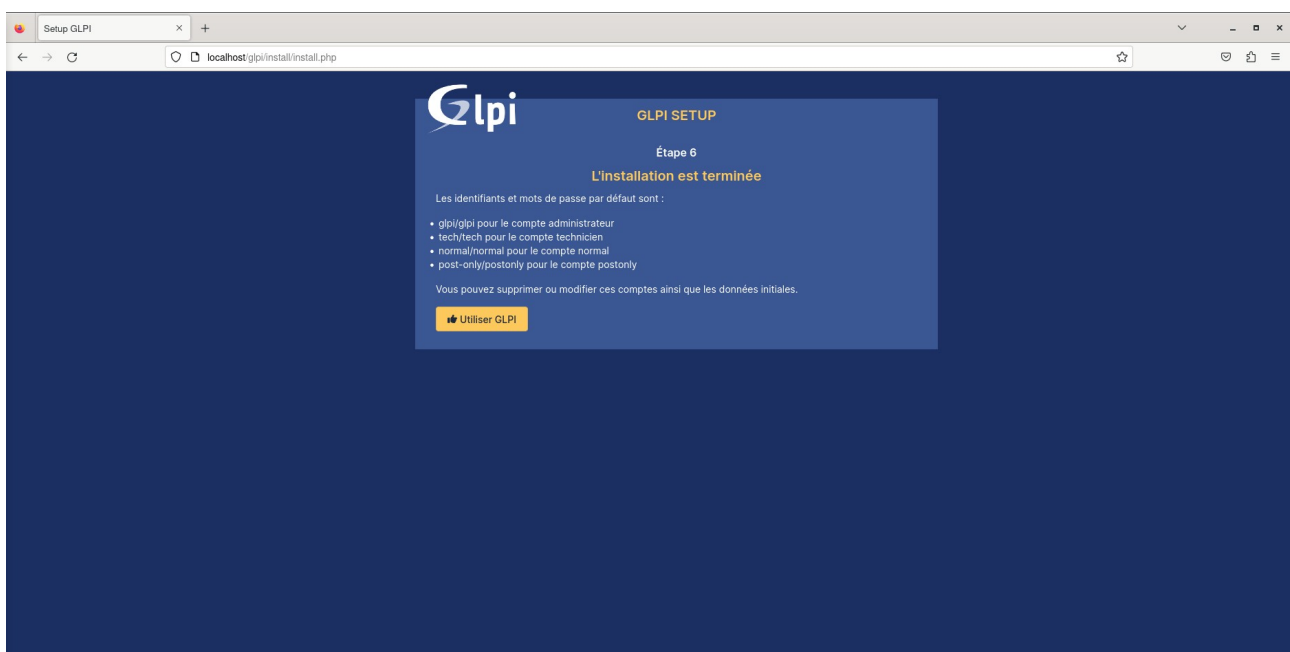 Setup GLPI
localhost/glpi/install/install.php
Glpi
GLPI SETUP
Étape 6
L'installation est terminée
Les identifiants et mots de passe par défaut sont :
• glpi/glpi pour le compte administrateur
• tech/tech pour le compte technicien
• normal/normal pour le compte normal
• post-only/postonly pour le compte postonly
Vous pouvez supprimer ou modifier ces comptes ainsi que les données initiales.
Utiliser GLPI